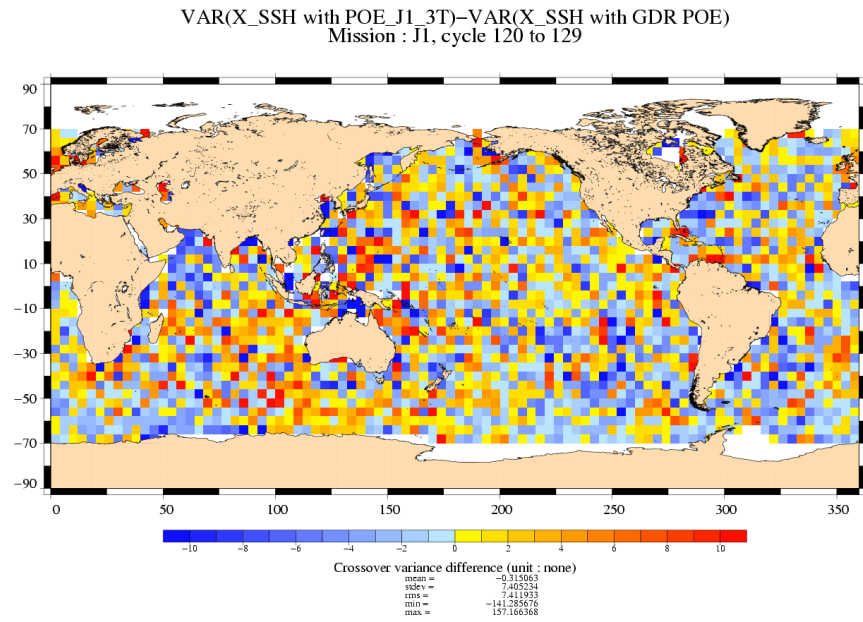 VAR(X_SSH with POE_J1_3T)−VAR(X_SSH with GDR POE)
Mission : J1, cycle 120 to 129
90
70
50
30
10
−10
−30
−50
−70
−90
0 50 100 150 200 250 300 350
−10 −8 −6 −4 −2 0 2 4 6 8 10
Crossover variance difference (unit : none)
mean = −0.315063
stdev = 7.405234
rms = 7.411933
min = −141.285676
max = 157.166368